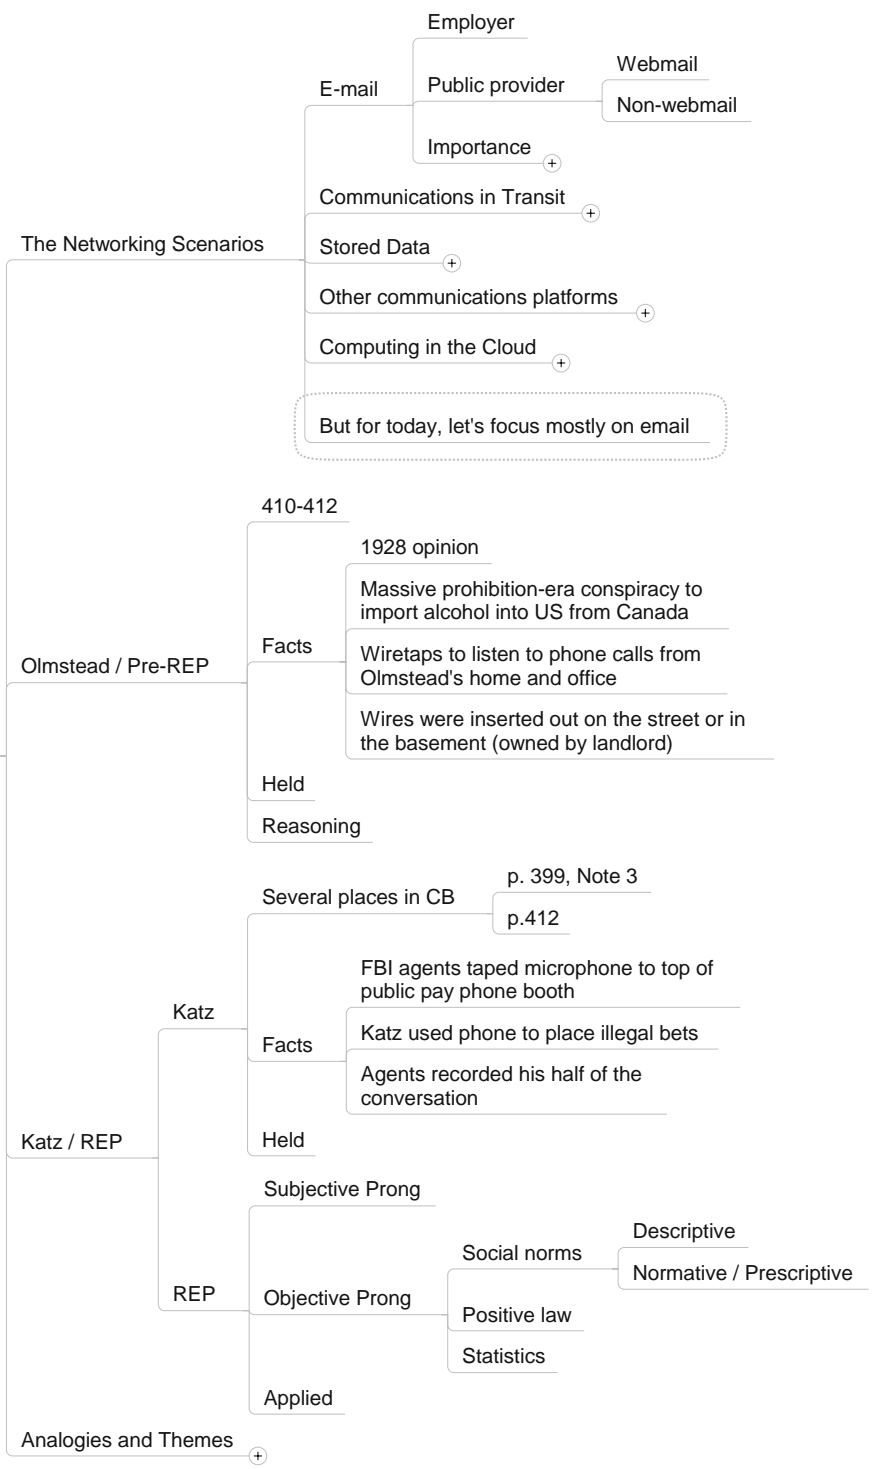 Employer
Webmail
E-mail
Public provider
Non-webmail
Importance
Communications in Transit
The Networking Scenarios
Stored Data
Other communications platforms
Computing in the Cloud
But for today, let's focus mostly on email
410-412
1928 opinion
Massive prohibition-era conspiracy to
import alcohol into US from Canada
Facts
Wiretaps to listen to phone calls from
Olmstead's home and office
Olmstead / Pre-REP
Wires were inserted out on the street or in
the basement (owned by landlord)
Held
Reasoning
Several places in CB
p. 399, Note 3
p.412
Katz
FBI agents taped microphone to top of
public pay phone booth
Facts
Katz used phone to place illegal bets
Agents recorded his half of the
conversation
Katz / REP
Held
Subjective Prong
REP
Objective Prong
Social norms
Descriptive
Normative / Prescriptive
Positive law
Statistics
Applied
Analogies and Themes